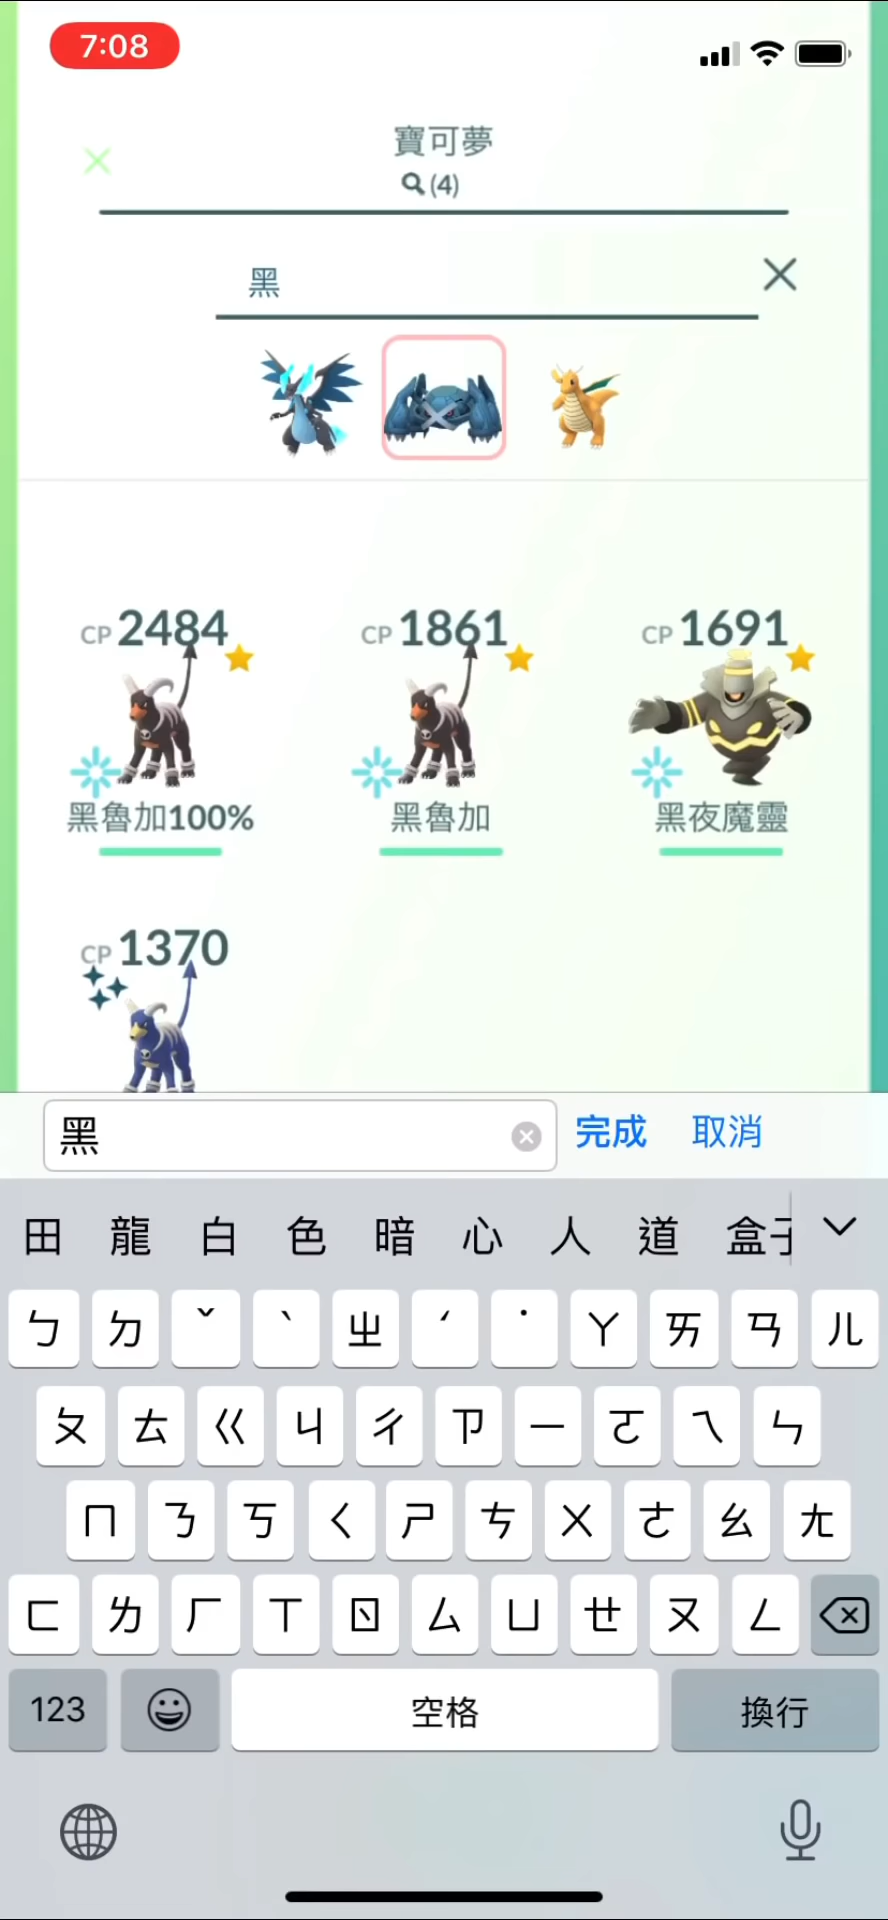 7:08
寶可夢
(4)
黑
CP 2484
CP 1861
CP 1691
黑魯加100%
黑魯加
黑夜魔靈
CP 1370
黑 完成 取消
田 龍 白 色 暗 心 人 道 盒子
ㄅ ㄉ ˇ ˋ ㄓ ˊ ˙ ㄚ ㄞ ㄢ ㄦ
ㄆ ㄊ ㄍ ㄐ ㄔ ㄗ ㄧ ㄛ ㄟ ㄣ
ㄇ ㄋ ㄎ ㄑ ㄕ ㄘ ㄨ ㄜ ㄠ ㄤ
ㄈ ㄌ ㄏ ㄒ ㄖ ㄙ ㄩ ㄝ ㄡ ㄥ
123 空格 換行